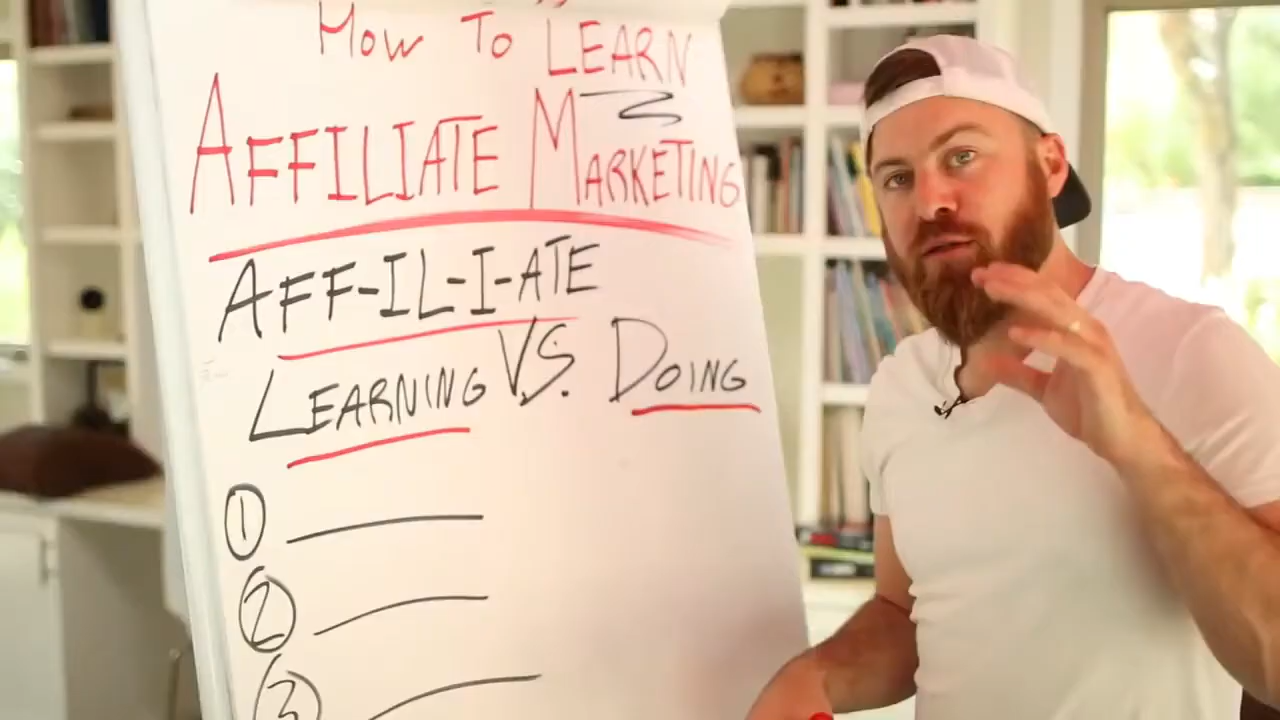 HOW TO LEARN
AFFILIATE MARKETING
AFF-IL-I-ATE
LEARNING VS. DOING
1
2
3